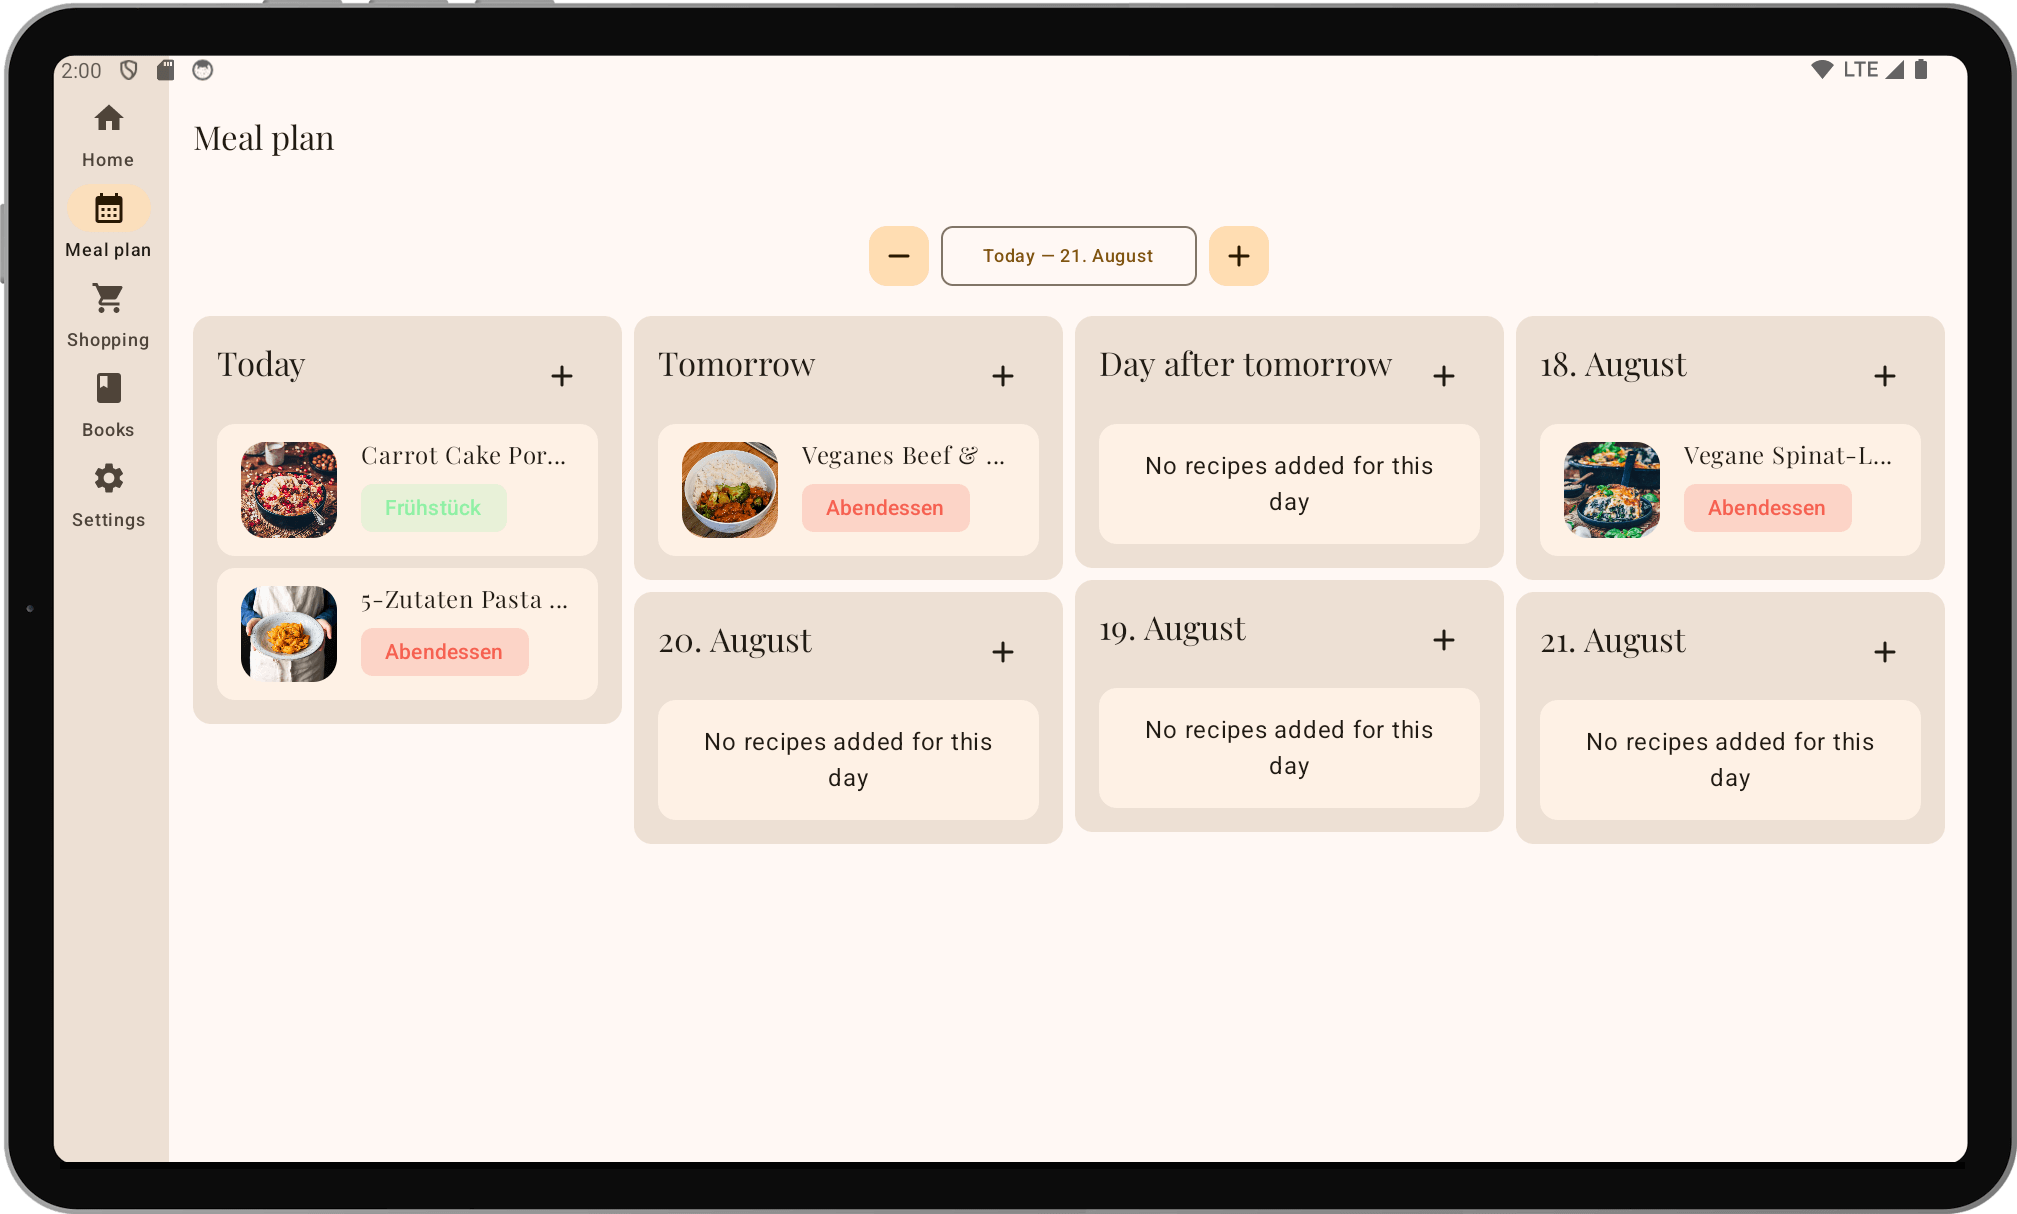 2:00
LTE
Home
Meal plan
Shopping
Books
Settings
Meal plan
Today – 21. August
Today
Carrot Cake Por...
Frühstück
5-Zutaten Pasta ...
Abendessen
Tomorrow
Veganes Beef & ...
Abendessen
Day after tomorrow
No recipes added for this
day
18. August
Vegane Spinat-L...
Abendessen
19. August
No recipes added for this
day
20. August
No recipes added for this
day
21. August
No recipes added for this
day